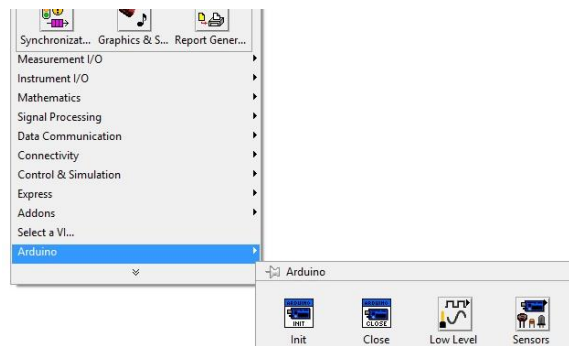 Synchronizat... Graphics & S... Report Gener...
Measurement I/O
Instrument I/O
Mathematics
Signal Processing
Data Communication
Connectivity
Control & Simulation
Express
Addons
Select a VI...
Arduino
Arduino
ARDUINO
INIT
ARDUINO
CLOSE
Init Close Low Level Sensors